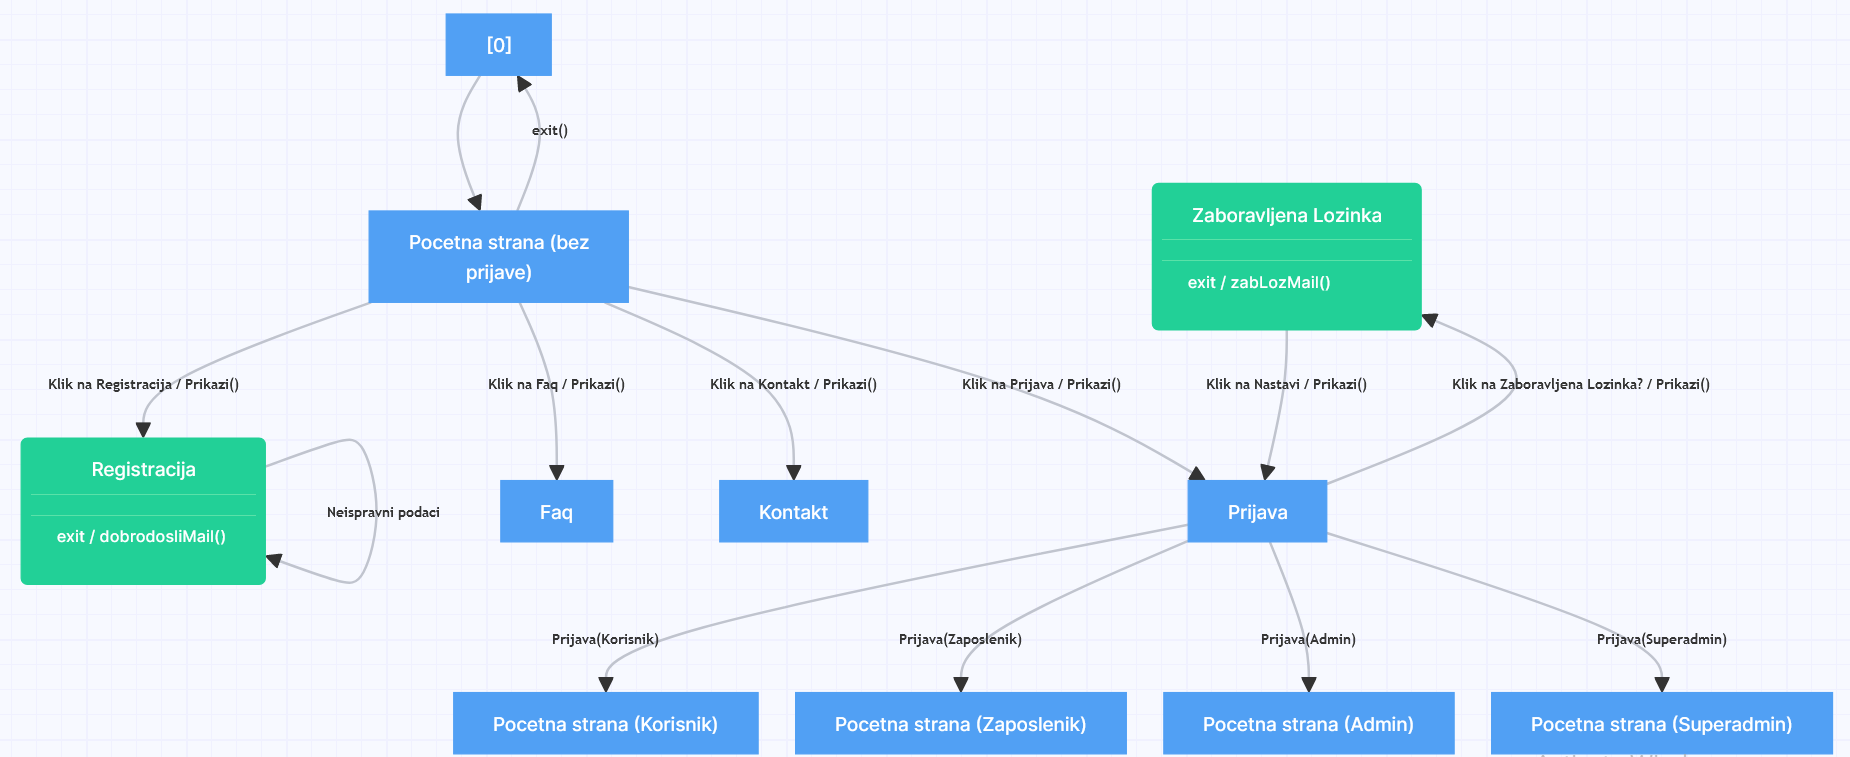 [0]
exit()
Pocetna strana (bez
prijave)
Zaboravljena Lozinka
exit / zabLozMail()
Klik na Registracija / Prikazi()
Klik na Faq / Prikazi()
Klik na Kontakt / Prikazi()
Klik na Prijava / Prikazi()
Klik na Nastavi / Prikazi()
Klik na Zaboravljena Lozinka? / Prikazi()
Registracija
exit / dobrodosliMail()
Neispravni podaci
Faq
Kontakt
Prijava
Prijava(Korisnik)
Prijava(Zaposlenik)
Prijava(Admin)
Prijava(Superadmin)
Pocetna strana (Korisnik)
Pocetna strana (Zaposlenik)
Pocetna strana (Admin)
Pocetna strana (Superadmin)